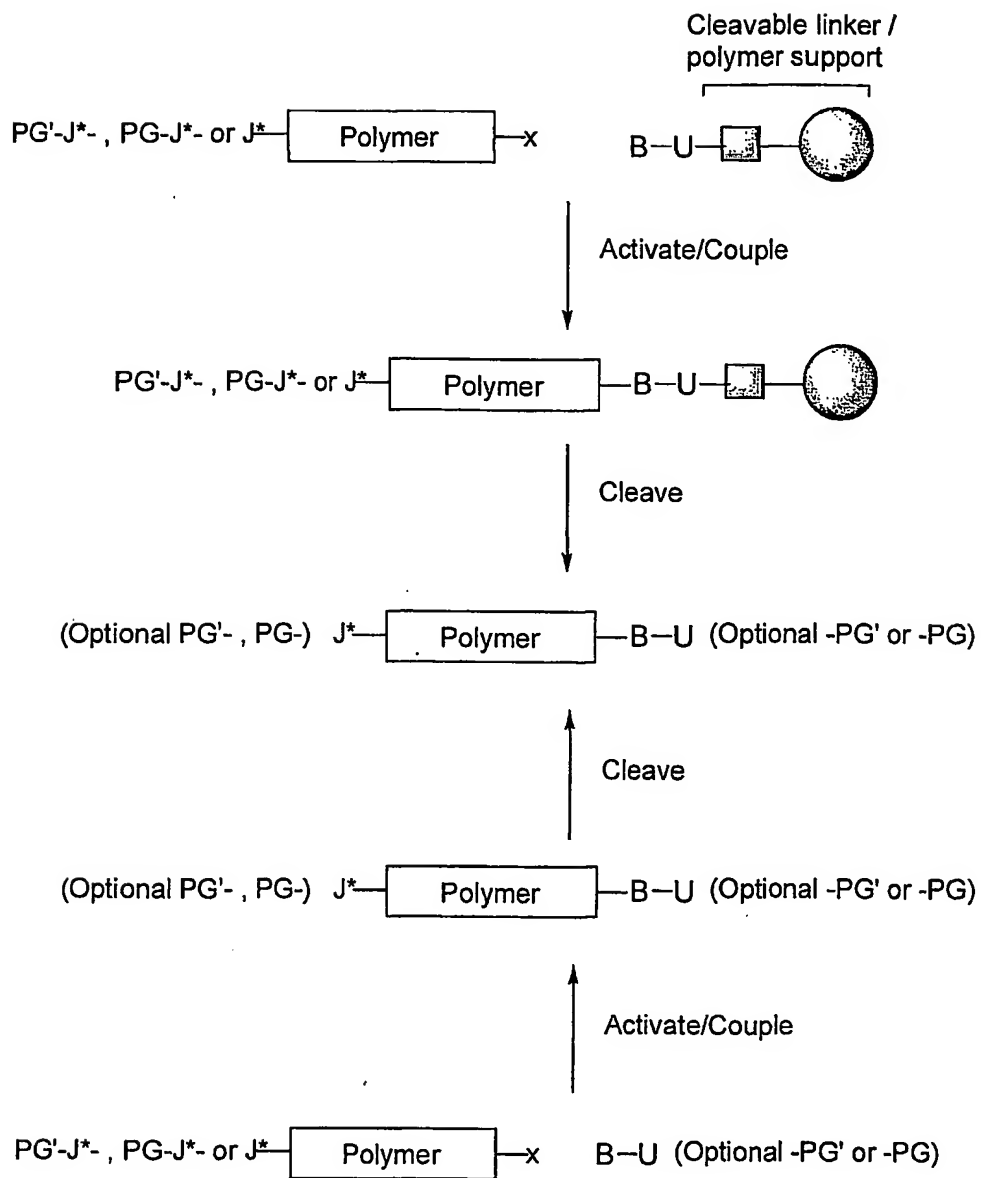 Cleavable linker /
polymer support
PG'-J*- , PG-J*- or J* Polymer x B–U
Activate/Couple
PG'-J*- , PG-J*- or J* Polymer B–U
Cleave
(Optional PG'- , PG-) J* Polymer B–U (Optional -PG' or -PG)
Cleave
(Optional PG'- , PG-) J* Polymer B–U (Optional -PG' or -PG)
Activate/Couple
PG'-J*- , PG-J*- or J* Polymer x B–U (Optional -PG' or -PG)